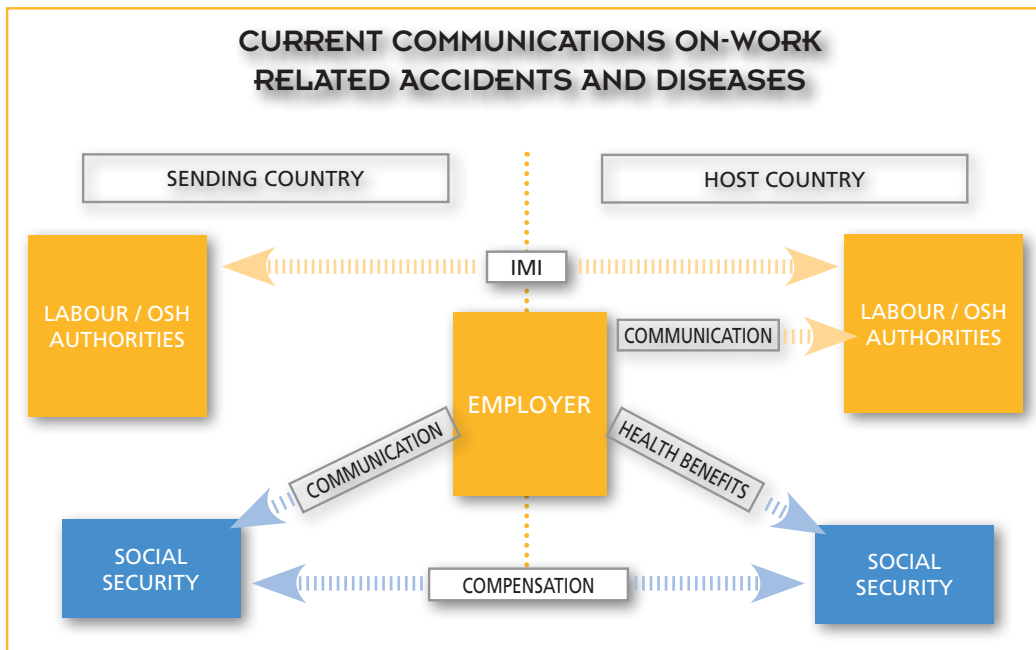 CURRENT COMMUNICATIONS ON-WORK
RELATED ACCIDENTS AND DISEASES
SENDING COUNTRY
HOST COUNTRY
IMI
LABOUR / OSH
AUTHORITIES
LABOUR / OSH
AUTHORITIES
COMMUNICATION
EMPLOYER
COMMUNICATION
HEALTH BENEFITS
SOCIAL
SECURITY
SOCIAL
SECURITY
COMPENSATION